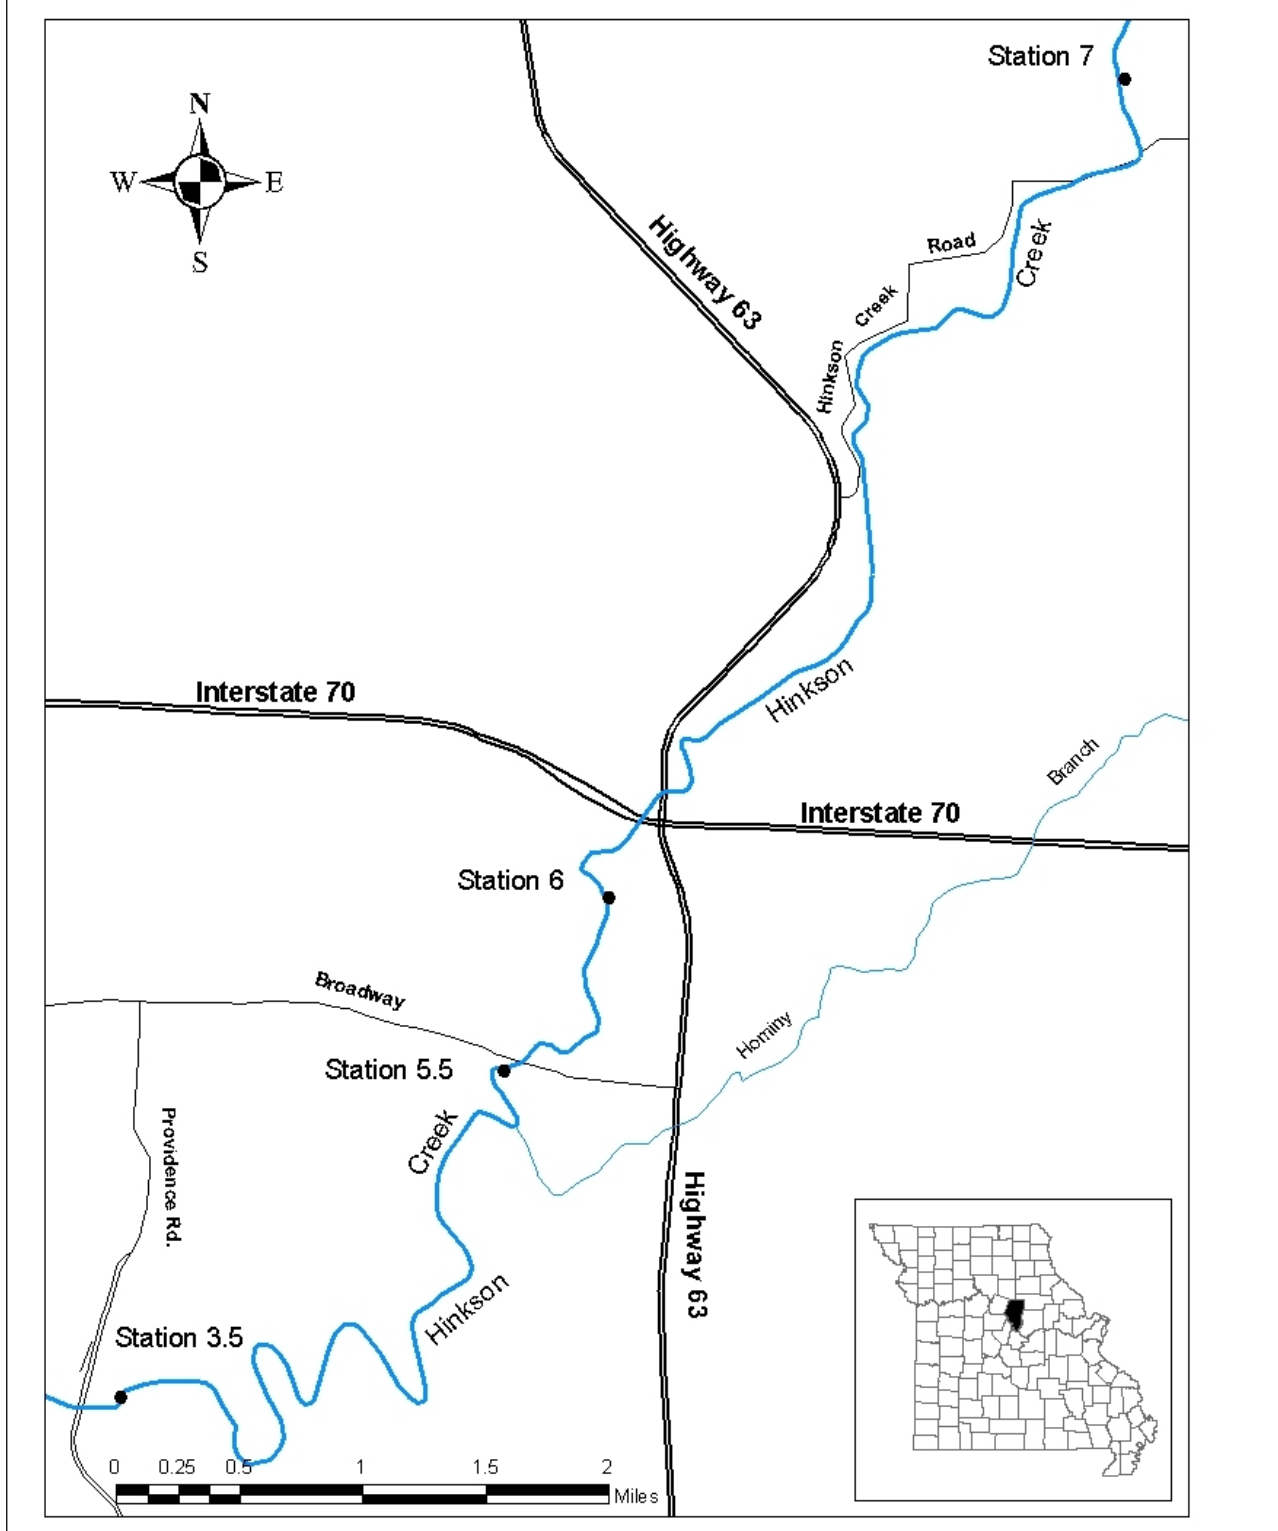 Station 7
N
W
E
S
Highway 63
Road
Creek
Creek
Hinkson
Hinkson
Interstate 70
Branch
Interstate 70
Station 6
Broadway
Hominy
Station 5.5
Creek
Providence Rd.
Highway 63
Hinkson
Station 3.5
0 0.25 0.5 1 1.5 2
Miles